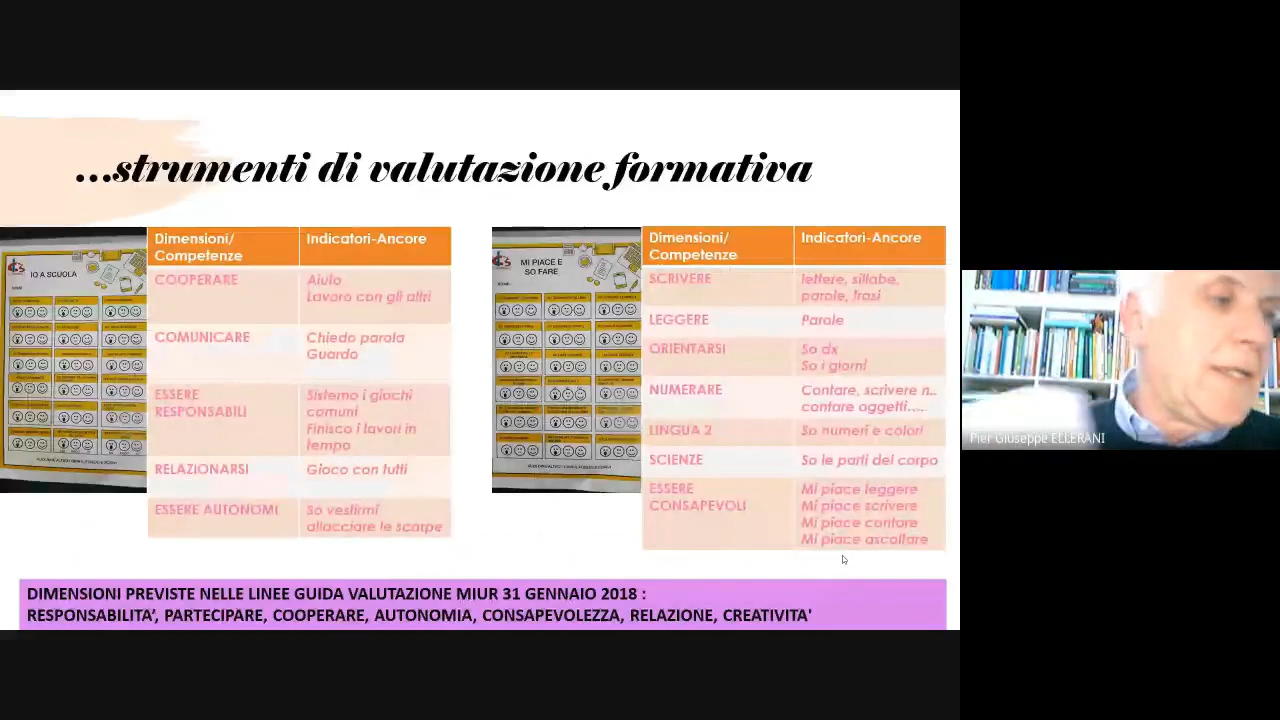 ...strumenti di valutazione formativa
IO A SCUOLA
Dimensioni/
Competenze
Indicatori-Ancore
COOPERARE
Aiuto
Lavoro con gli altri
COMUNICARE
Chiedo parola
Guardo
ESSERE
RESPONSABILI
Sistemo i giochi
comuni
Finisco i lavori in
tempo
RELAZIONARSI
Gioco con tutti
ESSERE AUTONOMI
So vestirmi
allacciare le scarpe
MI PIACE E
SO FARE
Dimensioni/
Competenze
Indicatori-Ancore
SCRIVERE
lettere, sillabe,
parole, frasi
LEGGERE
Parole
ORIENTARSI
So dx
So i giorni
NUMERARE
Contare, scrivere n..
contare oggetti....
LINGUA 2
So numeri e colori
SCIENZE
So le parti del corpo
ESSERE
CONSAPEVOLI
Mi piace leggere
Mi piace scrivere
Mi piace contare
Mi piace ascoltare
DIMENSIONI PREVISTE NELLE LINEE GUIDA VALUTAZIONE MIUR 31 GENNAIO 2018 :
RESPONSABILITA', PARTECIPARE, COOPERARE, AUTONOMIA, CONSAPEVOLEZZA, RELAZIONE, CREATIVITA'
Pier Giuseppe ELLERANI